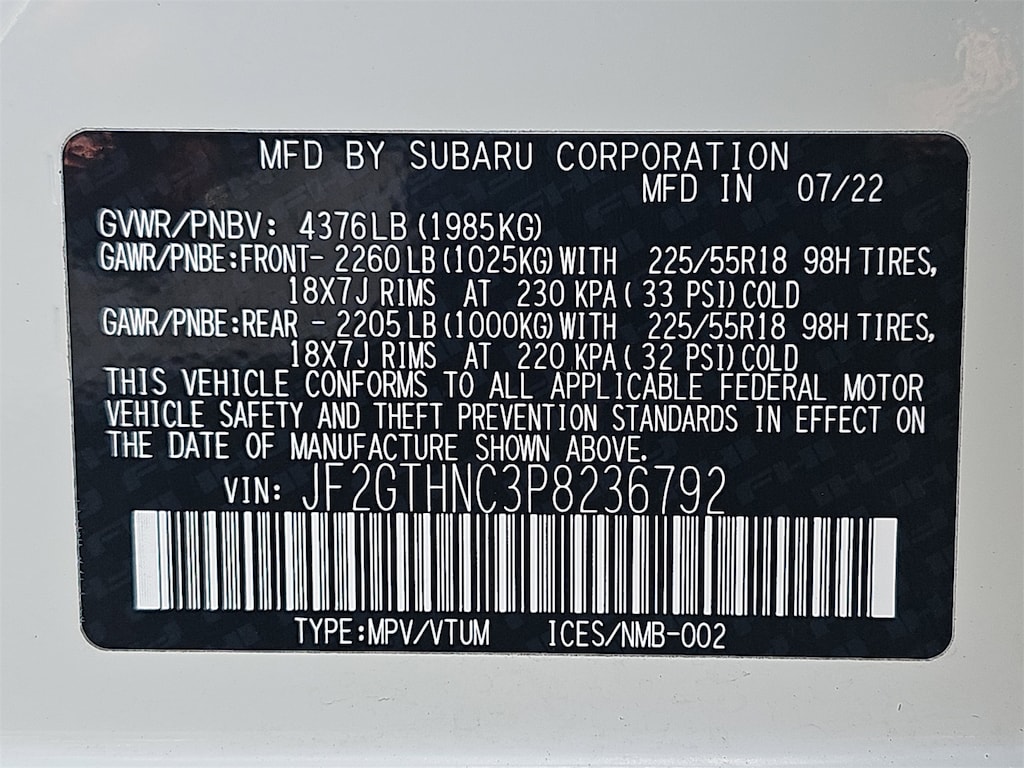 MFD BY SUBARU CORPORATION
MFD IN 07/22
GVWR/PNBV: 4376LB (1985KG)
GAWR/PNBE:FRONT- 2260 LB (1025KG) WITH 225/55R18 98H TIRES,
18X7J RIMS AT 230 KPA ( 33 PSI) COLD
GAWR/PNBE:REAR - 2205 LB (1000KG) WITH 225/55R18 98H TIRES,
18X7J RIMS AT 220 KPA ( 32 PSI) COLD
THIS VEHICLE CONFORMS TO ALL APPLICABLE FEDERAL MOTOR
VEHICLE SAFETY AND THEFT PREVENTION STANDARDS IN EFFECT ON
THE DATE OF MANUFACTURE SHOWN ABOVE.
VIN: JF2GTHNC3P8236792
TYPE:MPV/VTUM ICES/NMB-002